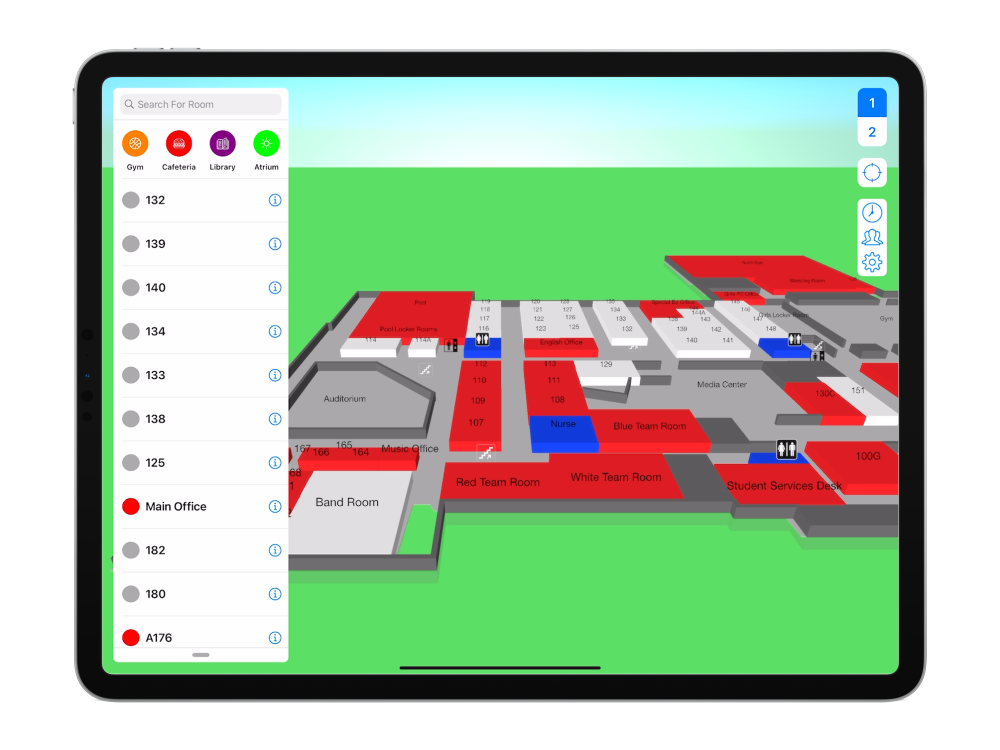 Search For Room
Gym
Cafeteria
Library
Atrium
132
139
140
134
133
138
125
Main Office
182
180
A176
1
2
Pool
Pool Locker Rooms
114
114A
118
117
116
120
121
122
122
128
127
126
125
English Office
134
133
132
129
Special Ed Office
144
144A
143
142
141
138
139
140
145
146
147
148
Girls Locker Room
Gym
Wrestling Room
Media Center
151
130C
100G
Auditorium
112
110
109
107
113
111
108
Nurse
Blue Team Room
Red Team Room
White Team Room
Student Services Desk
167
166
165
164
Music Office
68
1
Band Room